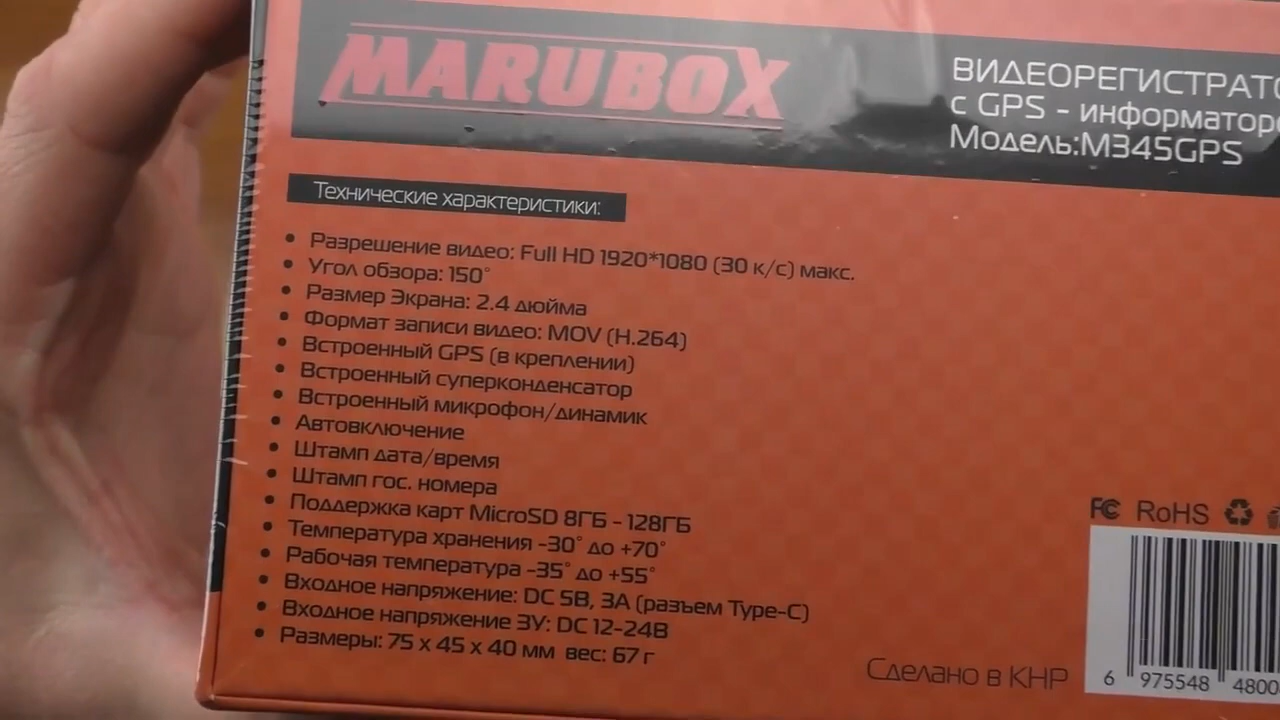 MARUBOX
ВИДЕОРЕГИСТРАТО
с GPS - информаторо
Модель:M345GPS
Технические характеристики:
• Разрешение видео: Full HD 1920*1080 (30 к/с) макс.
• Угол обзора: 150°
• Размер Экрана: 2.4 дюйма
• Формат записи видео: MOV (H.264)
• Встроенный GPS (в креплении)
• Встроенный суперконденсатор
• Встроенный микрофон/динамик
• Автовключение
• Штамп дата/время
• Штамп гос. номера
• Поддержка карт MicroSD 8ГБ - 128ГБ
• Температура хранения -30° до +70°
• Рабочая температура -35° до +55°
• Входное напряжение: DC 5В, 3А (разъем Type-C)
• Входное напряжение ЗУ: DC 12-24В
• Размеры: 75 x 45 x 40 мм вес: 67 г
FC RoHS
Сделано в КНР
6 975548 4800